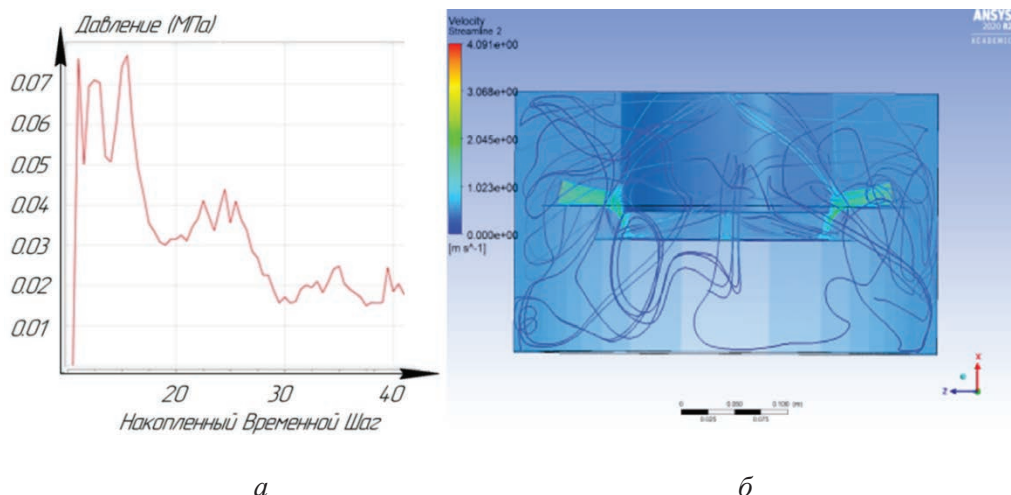 Давление (МПа)
0.07
0.06
0.05
0.04
0.03
0.02
0.01
20
30
40
Накопленный Временной Шаг
а
Velocity
Streamline 2
4.091e+00
3.068e+00
2.045e+00
1.023e+00
0.000e+00
[m s^-1]
ANSYS
2020 R2
ACADEMIC
X
Z
0 0.050 0.100 (m)
0.025 0.075
б